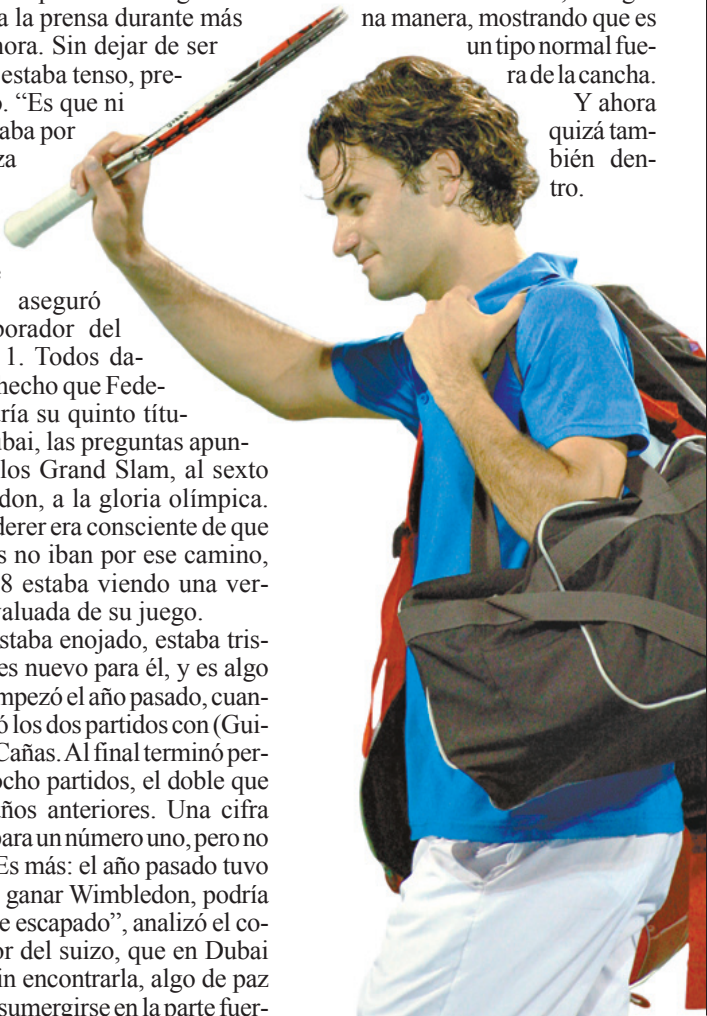 a la prensa durante más
hora. Sin dejar de ser
estaba tenso, pre-
o. “Es que ni
aba por
za
aseguró
borador del
1. Todos da-
hecho que Fede-
ría su quinto títu-
ubai, las preguntas apun-
los Grand Slam, al sexto
don, a la gloria olímpica.
derer era consciente de que
s no iban por ese camino,
8 estaba viendo una ver-
valuada de su juego.
staba enojado, estaba tris-
es nuevo para él, y es algo
mpezó el año pasado, cuan-
ó los dos partidos con (Gui-
Cañas. Al final terminó per-
ocho partidos, el doble que
años anteriores. Una cifra
para un número uno, pero no
Es más: el año pasado tuvo
ganar Wimbledon, podría
e escapado”, analizó el co-
or del suizo, que en Dubai
in encontrarla, algo de paz
sumergirse en la parte fuer-
na manera, mostrando que es
un tipo normal fue-
ra de la cancha.
Y ahora
quizá tam-
bién den-
tro.